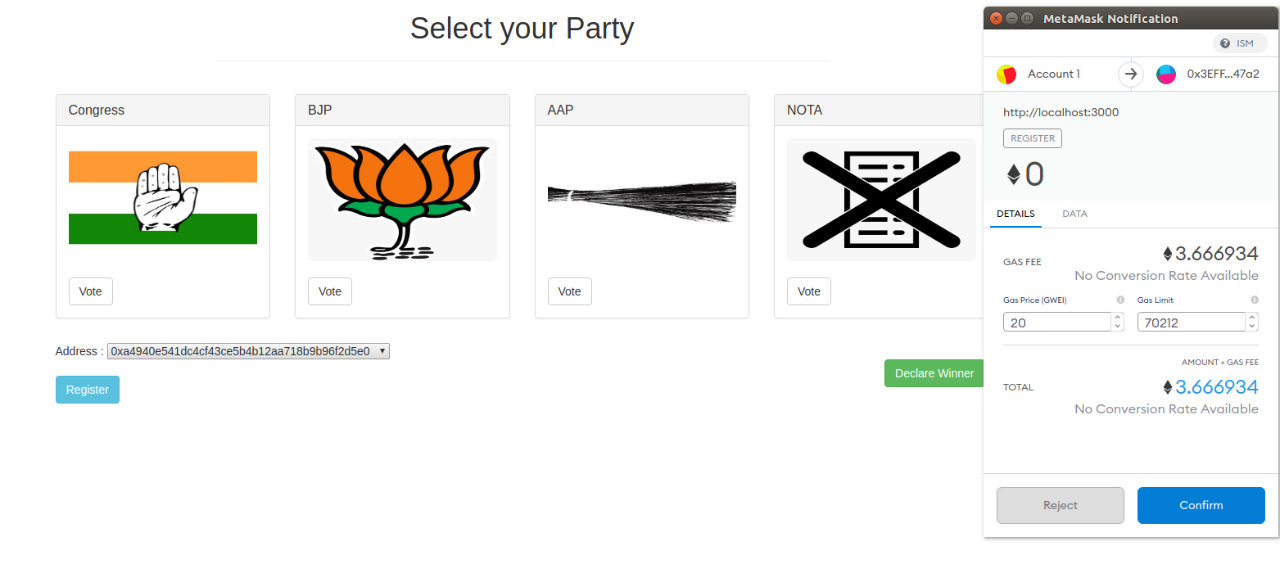 Select your Party
Congress
BJP
AAP
NOTA
Vote
Vote
Vote
Vote
Address : 0xa4940e541dc4cf43ce5b4b12aa718b9b96f2d5e0
Register
Declare Winner
MetaMask Notification
ISM
Account 1
0x3EFF...47a2
http://localhost:3000
REGISTER
0
DETAILS DATA
GAS FEE 3.666934
No Conversion Rate Available
Gas Price (GWEI) Gas Limit
20 70212
AMOUNT + GAS FEE
TOTAL 3.666934
No Conversion Rate Available
Reject Confirm